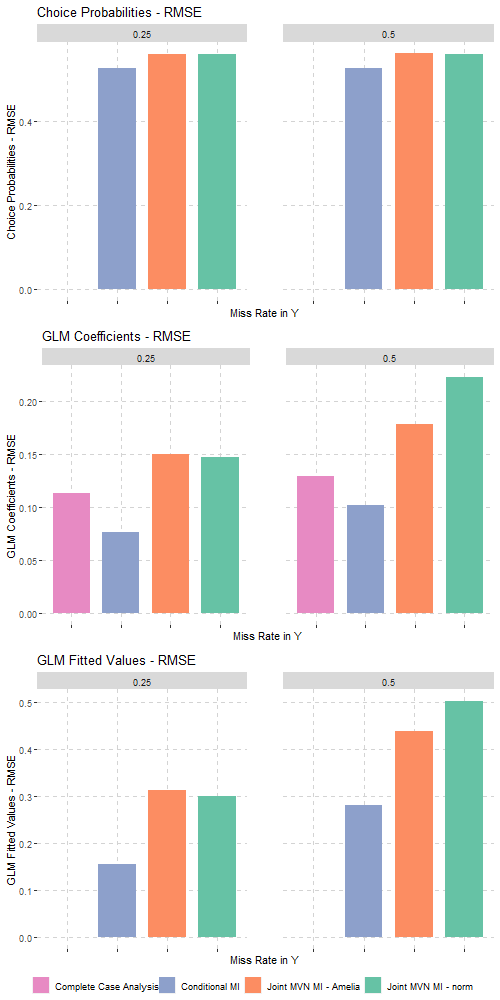 Choice Probabilities - RMSE
0.25
0.5
Choice Probabilities - RMSE
0.4
0.2
0.0
Miss Rate in Y
GLM Coefficients - RMSE
0.25
0.5
GLM Coefficients - RMSE
0.20
0.15
0.10
0.05
0.00
Miss Rate in Y
GLM Fitted Values - RMSE
0.25
0.5
GLM Fitted Values - RMSE
0.5
0.4
0.3
0.2
0.1
0.0
Miss Rate in Y
Complete Case Analysis Conditional MI Joint MVN MI - Amelia Joint MVN MI - norm